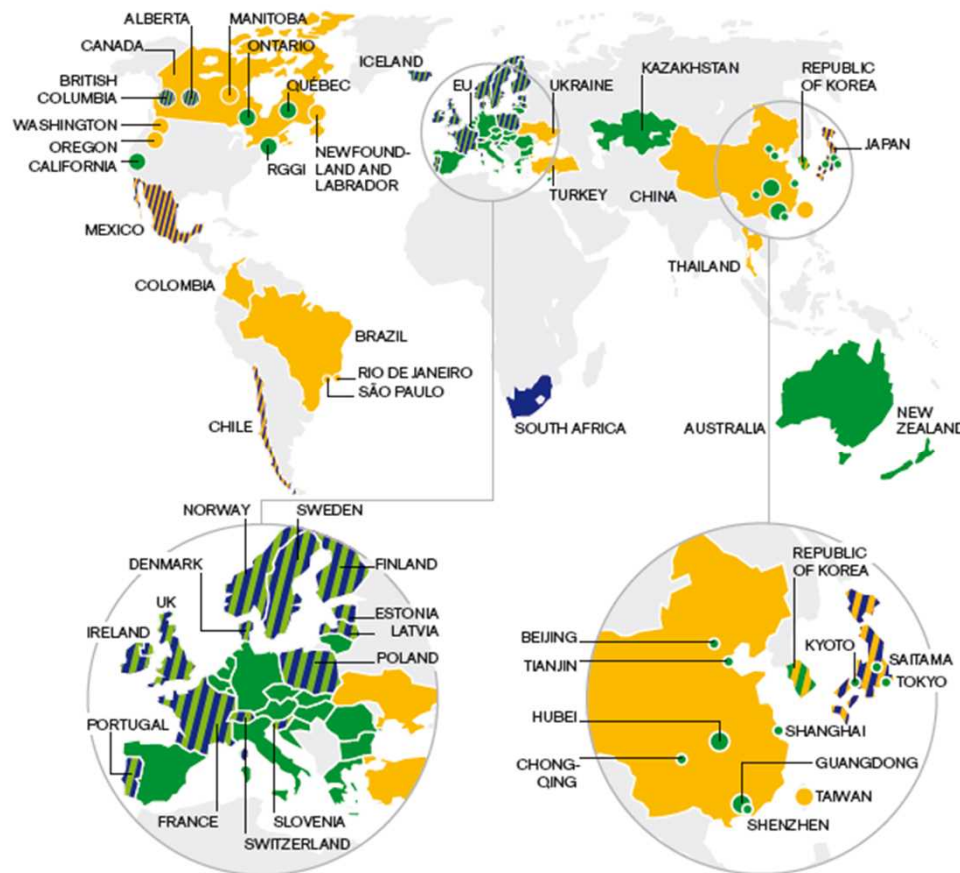 ALBERTA
MANITOBA
CANADA
ONTARIO
BRITISH
COLUMBIA
QUÉBEC
WASHINGTON
OREGON
CALIFORNIA
RGGI
NEWFOUND-
LAND AND
LABRADOR
MEXICO
ICELAND
EU
UKRAINE
TURKEY
KAZAKHSTAN
REPUBLIC
OF KOREA
JAPAN
CHINA
THAILAND
COLOMBIA
BRAZIL
RIO DE JANEIRO
SÃO PAULO
CHILE
SOUTH AFRICA
AUSTRALIA
NEW
ZEALAND
NORWAY
SWEDEN
DENMARK
FINLAND
UK
ESTONIA
IRELAND
LATVIA
POLAND
PORTUGAL
FRANCE
SLOVENIA
SWITZERLAND
REPUBLIC
OF KOREA
BEIJING
KYOTO
TIANJIN
SAITAMA
TOKYO
HUBEI
SHANGHAI
CHONG-
QING
GUANGDONG
TAIWAN
SHENZHEN